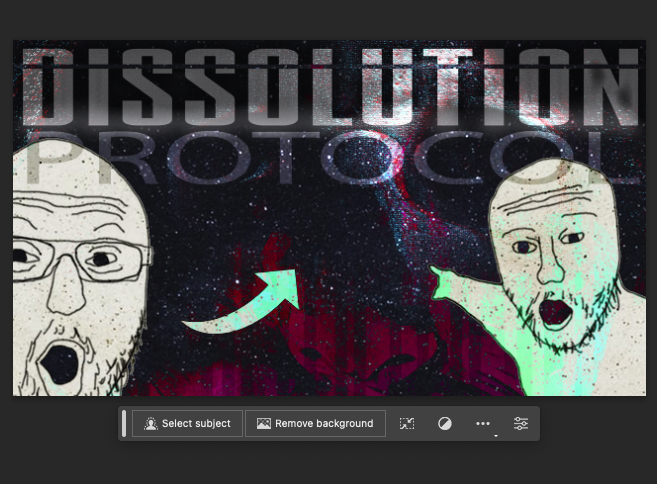 DiSSOLUTiON
PROTOCOL
Select subject
Remove background